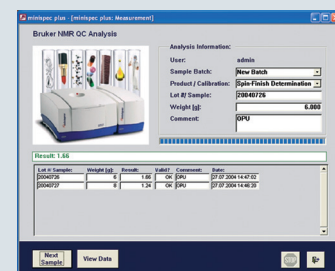 minispec plus - [minispec plus: Measurement]
Bruker NMR QC Analysis
Analysis Information:
User: admin
Sample Batch: New Batch
Product / Calibration: Spin-Finish Determination
Lot #/ Sample: 20040726
Weight [g]: 6.000
Comment: OPU
Result: 1.66
Lot #/ Sample: Weight [g]: Result: Valid? Comment: Date:
20040726 6 1.66 OK OPU 27.07.2004 14:47:02
20040727 8 1.24 OK OPU 27.07.2004 14:48:20
Next
Sample
View Data